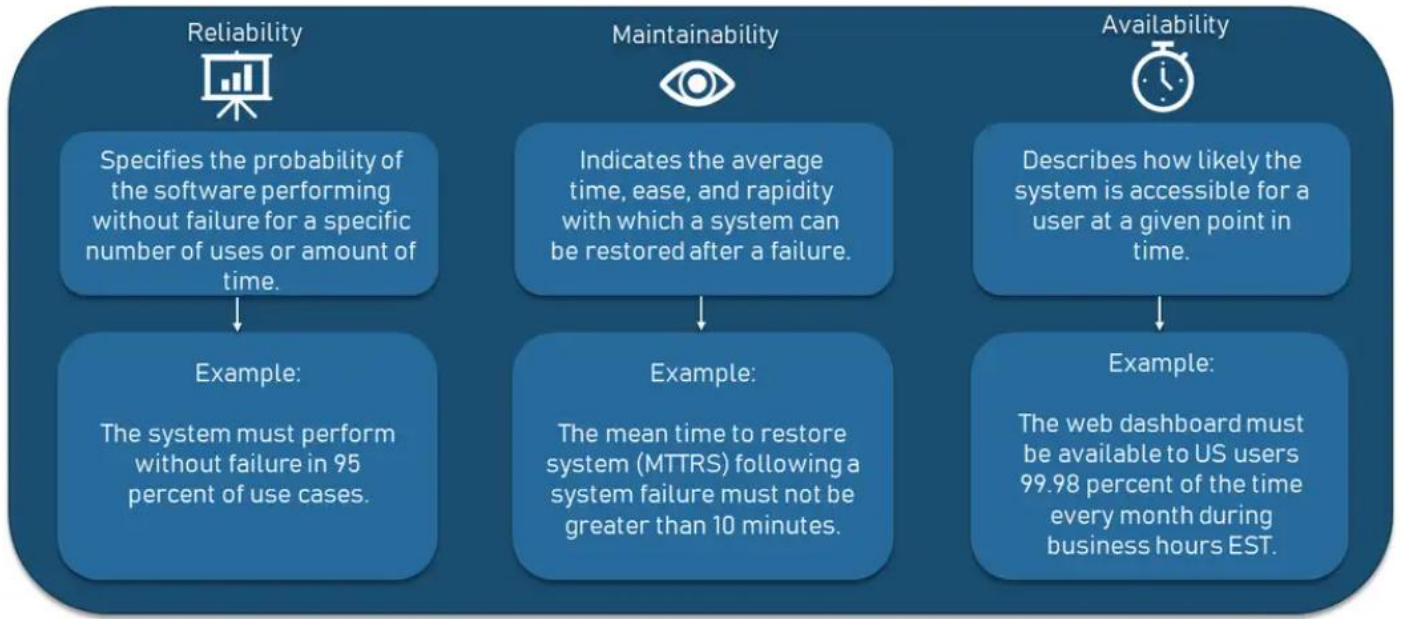 Reliability
Specifies the probability of
the software performing
without failure for a specific
number of uses or amount of
time.
Example:
The system must perform
without failure in 95
percent of use cases.
Maintainability
Indicates the average
time, ease, and rapidity
with which a system can
be restored after a failure.
Example:
The mean time to restore
system (MTTRS) following a
system failure must not be
greater than 10 minutes.
Availability
Describes how likely the
system is accessible for a
user at a given point in
time.
Example:
The web dashboard must
be available to US users
99.98 percent of the time
every month during
business hours EST.